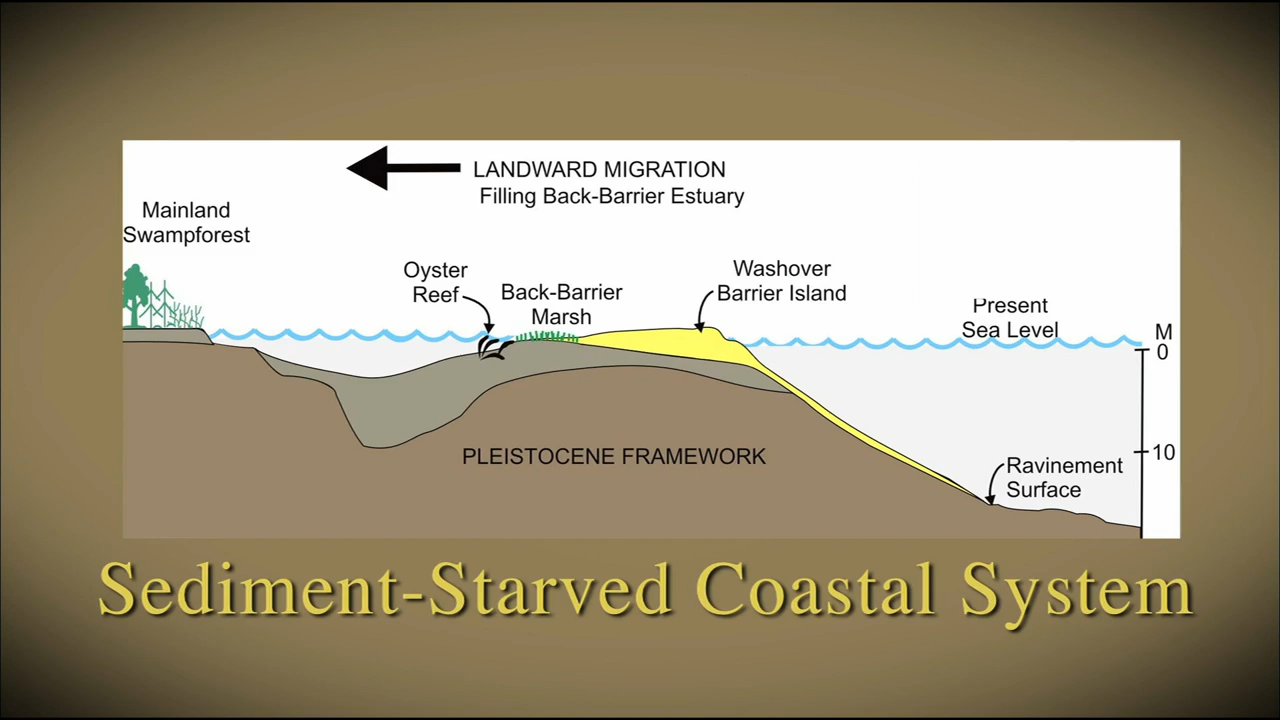 LANDWARD MIGRATION
Filling Back-Barrier Estuary
Mainland
Swampforest
Oyster
Reef
Back-Barrier
Marsh
Washover
Barrier Island
Present
Sea Level
M
0
10
PLEISTOCENE FRAMEWORK
Ravinement
Surface
Sediment-Starved Coastal System